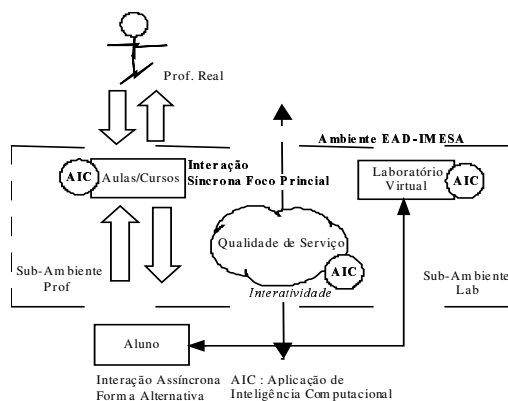 Prof. Real
Ambiente EAD-IMESA
AIC
Aulas/Cursos
Interação
Síncrona Foco Princial
Laboratório
Virtual
AIC
Qualidade de Serviço
AIC
Interatividade
Sub-Ambiente
Prof
Sub-Ambiente
Lab
Aluno
Interação Assíncrona
Forma Alternativa
AIC : Aplicação de
Inteligência Computacional